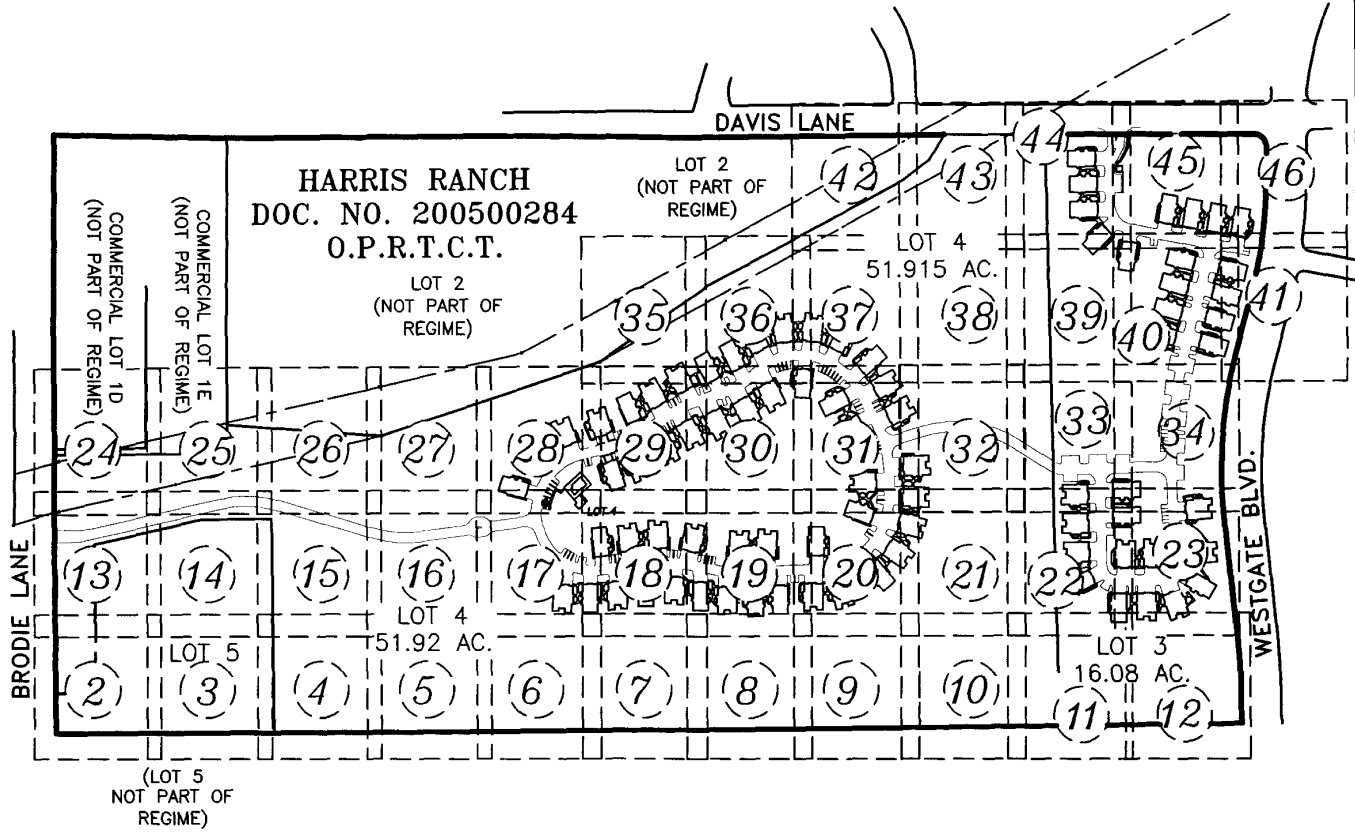 DAVIS LANE
HARRIS RANCH
DOC. NO. 200500284
O.P.R.T.C.T.
LOT 2
(NOT PART OF
REGIME)
LOT 2
(NOT PART OF
REGIME)
COMMERCIAL LOT 1D
(NOT PART OF REGIME)
COMMERCIAL LOT 1E
(NOT PART OF REGIME)
42
43
44
45
46
LOT 4
51.915 AC.
35
36
37
38
39
40
41
24
25
26
27
28
29
30
31
32
33
34
LOT 4
BRODIE LANE
WESTGATE BLVD.
13
14
15
16
17
18
19
20
21
22
23
LOT 4
51.92 AC.
LOT 5
LOT 3
16.08 AC.
2
3
4
5
6
7
8
9
10
11
12
(LOT 5
NOT PART OF
REGIME)